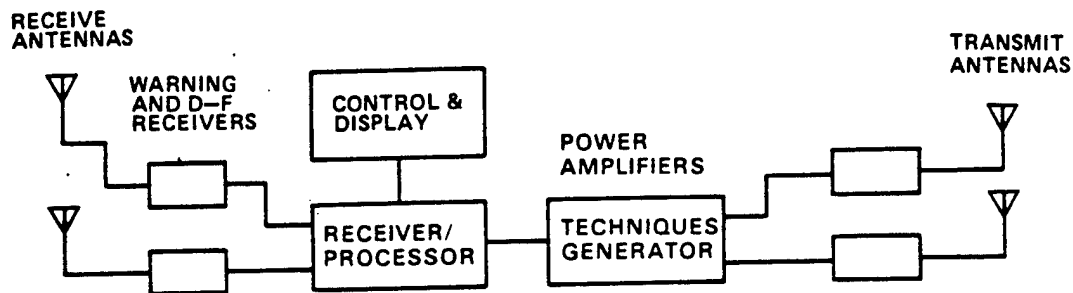 RECEIVE
ANTENNAS
WARNING
AND D-F
RECEIVERS
CONTROL &
DISPLAY
RECEIVER/
PROCESSOR
POWER
AMPLIFIERS
TECHNIQUES
GENERATOR
TRANSMIT
ANTENNAS